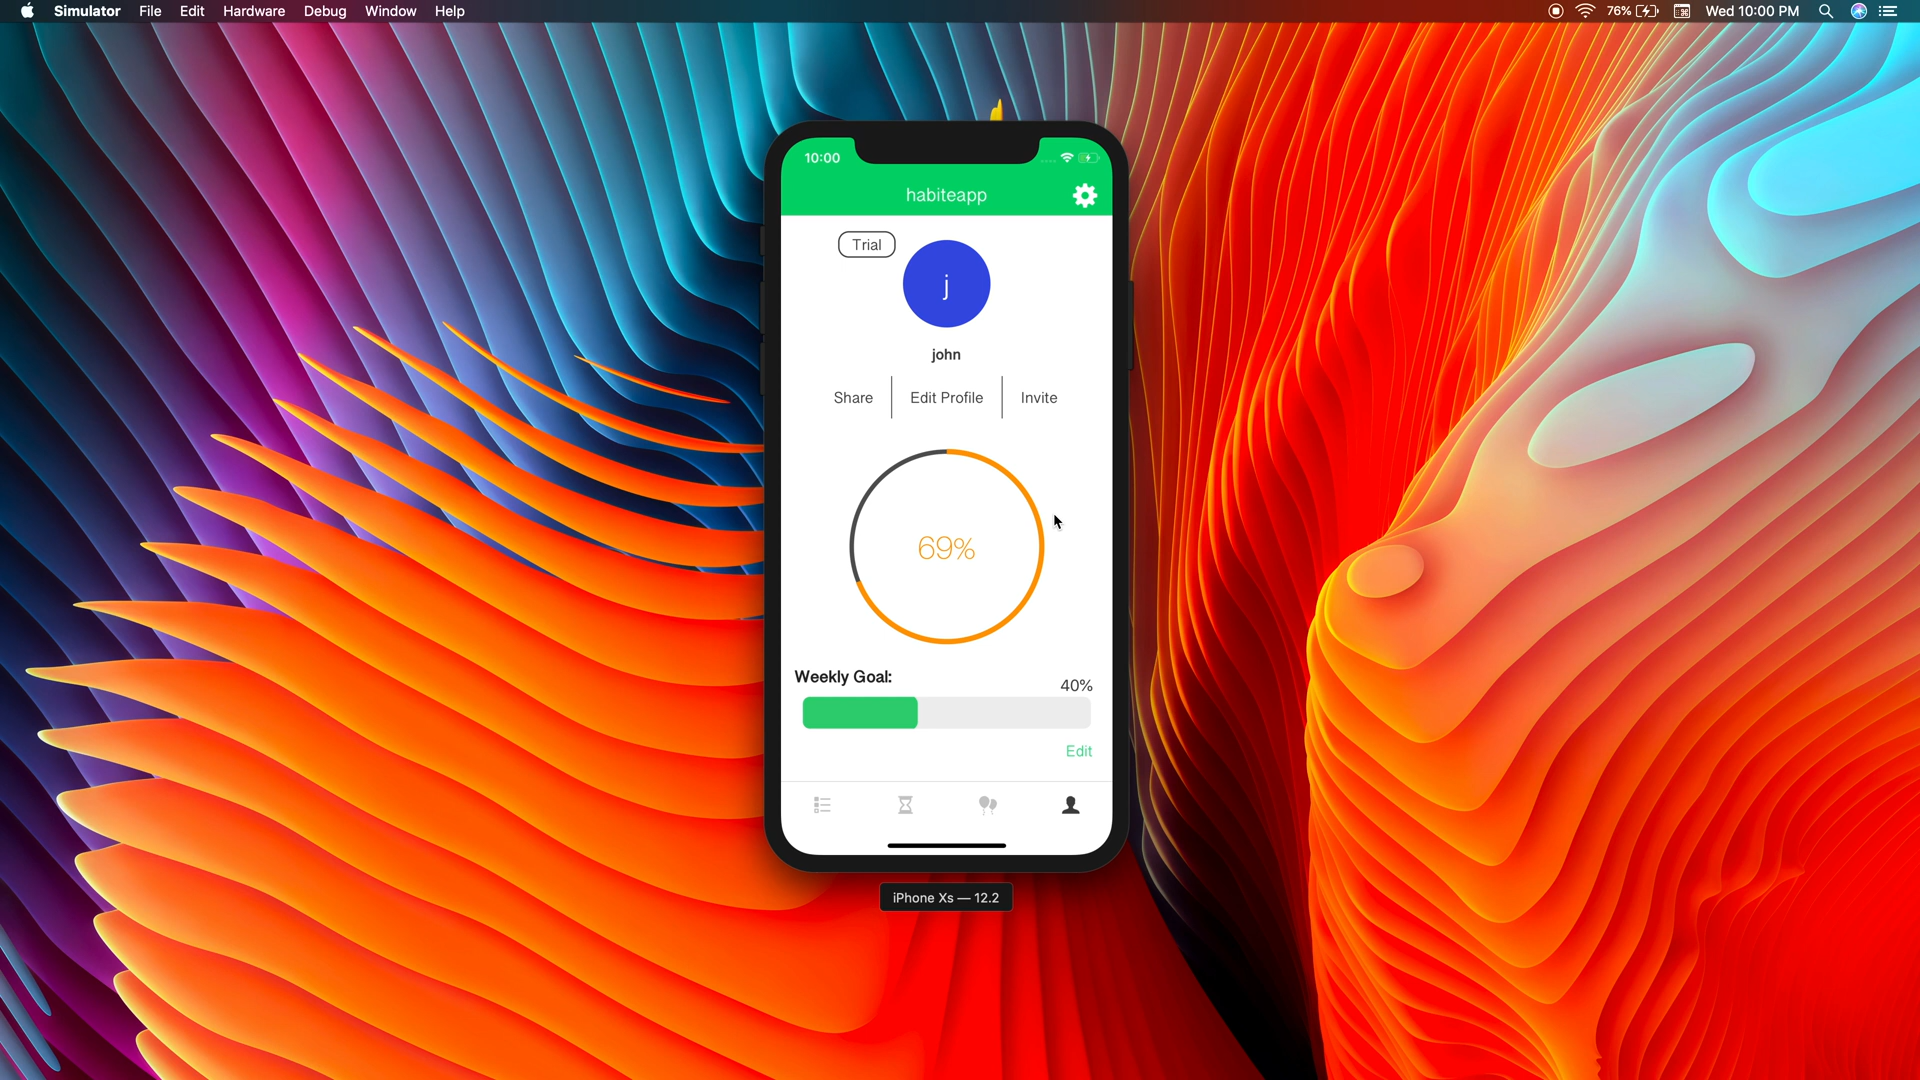 Simulator File Edit Hardware Debug Window Help 76% Wed 10:00 PM
10:00
habiteapp
Trial
j
john
Share Edit Profile Invite
69%
Weekly Goal:
40%
Edit
iPhone Xs — 12.2